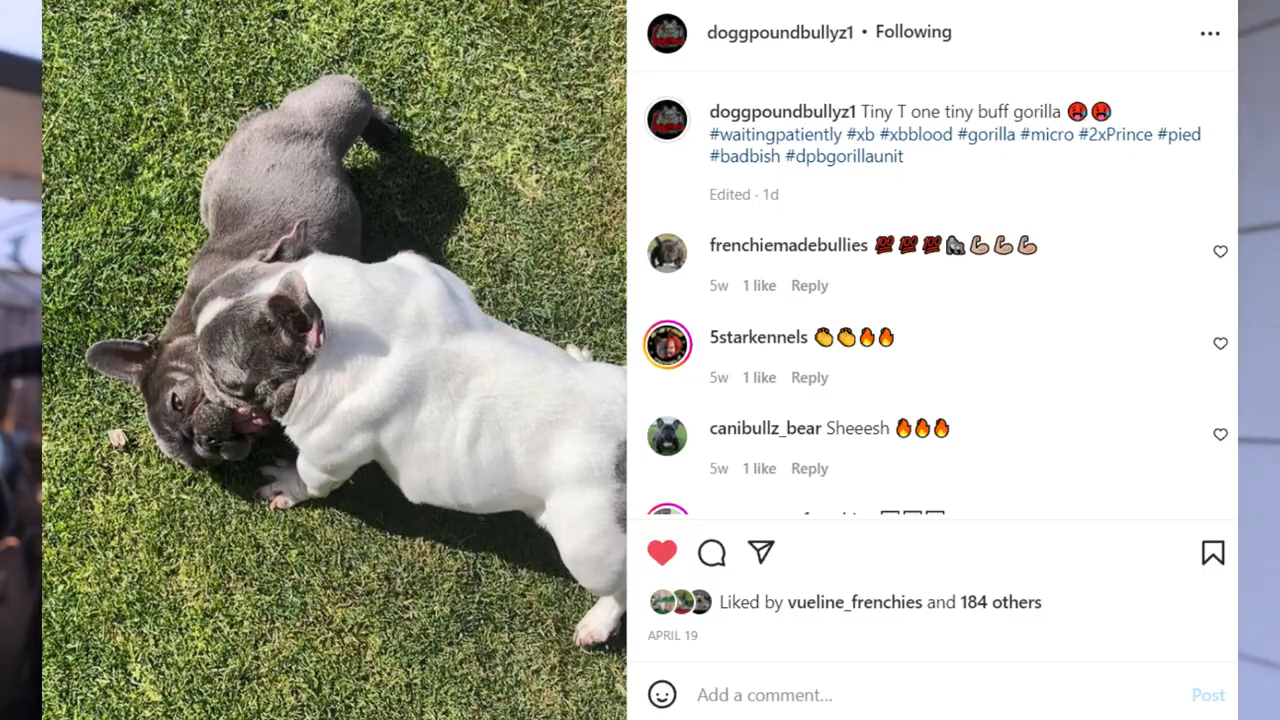 doggpoundbullyz1 • Following
doggpoundbullyz1 Tiny T one tiny buff gorilla 🥵🥵
#waitingpatiently #xb #xbblood #gorilla #micro #2xPrince #pied
#badbish #dpbgorillaunit
Edited · 1d
frenchiemadebullies 💯💯💯🦍💪🏼💪🏼💪🏼
5w 1 like Reply
5starkennels 👏👏🔥🔥
5w 1 like Reply
canibullz_bear Sheeesh 🔥🔥🔥
5w 1 like Reply
Liked by vueline_frenchies and 184 others
APRIL 19
Add a comment...
Post